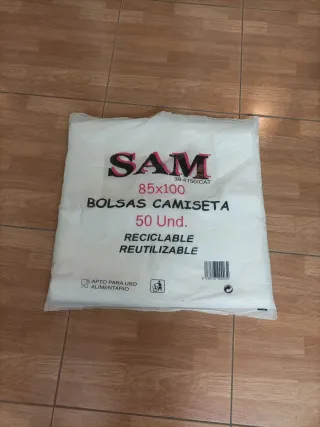 SAM
85x100
BOLSAS CAMISETA
50 Und.
RECICLABLE
REUTILIZABLE
APTO PARA USO
ALIMENTARIO